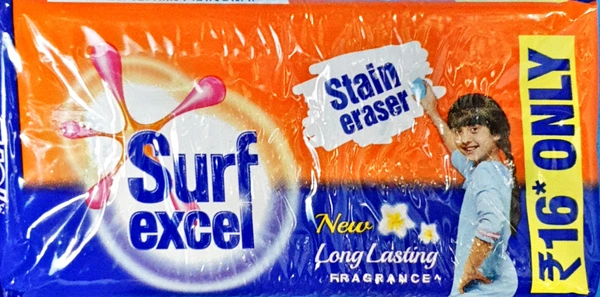 Surf
excel
Stain
eraser
New
Long Lasting
FRAGRANCE^
₹16* ONLY